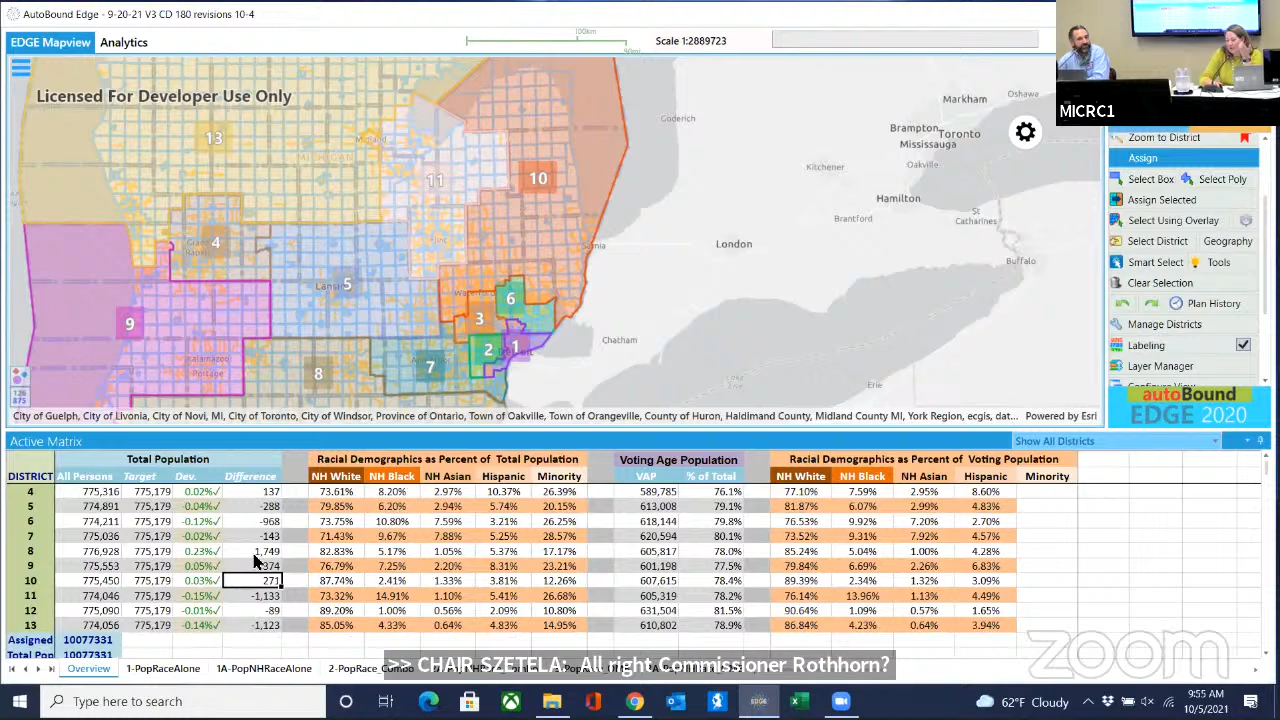 AutoBound Edge - 9-20-21 V3 CD 180 revisions 10-4
EDGE Mapview Analytics
100km
90mi
Scale 1:2889723
Licensed For Developer Use Only
MICRC1
Goderich
Markham
Oshawa
Brampton
Toronto
Mississauga
Kitchener
Oakville
Hamilton
Brantford
St
Catharines
London
Buffalo
Sarnia
Chatham
Erie
Midland
MICHIGAN
Flint
Lansing
Waterford
Kalamazoo
Portage
Detroit
13
11
10
4
5
6
3
9
2
1
7
8
Zoom to District
Assign
Select Box Select Poly
Assign Selected
Select Using Overlay
Select District Geography
Smart Select Tools
Clear Selection
Plan History
Manage Districts
Labeling
Layer Manager
autoBound
EDGE 2020
City of Guelph, City of Livonia, City of Novi, MI, City of Toronto, City of Windsor, Province of Ontario, Town of Oakville, Town of Orangeville, County of Huron, Haldimand County, Midland County MI, York Region, ecgis, dat... Powered by Esri
Active Matrix Show All Districts
Total Population Racial Demographics as Percent of Total Population Voting Age Population Racial Demographics as Percent of Voting Population
DISTRICT All Persons Target Dev. Difference NH White NH Black NH Asian Hispanic Minority VAP % of Total NH White NH Black NH Asian Hispanic Minority
4 775,316 775,179 0.02%✓ 137 73.61% 8.20% 2.97% 10.37% 26.39% 589,785 76.1% 77.10% 7.59% 2.95% 8.60%
5 774,891 775,179 -0.04%✓ -288 79.85% 6.20% 2.94% 5.74% 20.15% 613,008 79.1% 81.87% 6.07% 2.99% 4.83%
6 774,211 775,179 -0.12%✓ -968 73.75% 10.80% 7.59% 3.21% 26.25% 618,144 79.8% 76.53% 9.92% 7.20% 2.70%
7 775,036 775,179 -0.02%✓ -143 71.43% 9.67% 7.88% 5.25% 28.57% 620,594 80.1% 73.52% 9.31% 7.92% 4.57%
8 776,928 775,179 0.23%✓ 1,749 82.83% 5.17% 1.05% 5.37% 17.17% 605,817 78.0% 85.24% 5.04% 1.00% 4.28%
9 775,553 775,179 0.05%✓ 374 76.79% 7.25% 2.20% 8.31% 23.21% 601,198 77.5% 79.84% 6.69% 2.26% 6.83%
10 775,450 775,179 0.03%✓ 271 87.74% 2.41% 1.33% 3.81% 12.26% 607,615 78.4% 89.39% 2.34% 1.32% 3.09%
11 774,046 775,179 -0.15%✓ -1,133 73.32% 14.91% 1.10% 5.41% 26.68% 605,319 78.2% 76.14% 13.96% 1.13% 4.49%
12 775,090 775,179 -0.01%✓ -89 89.20% 1.00% 0.56% 2.09% 10.80% 631,504 81.5% 90.64% 1.09% 0.57% 1.65%
13 774,056 775,179 -0.14%✓ -1,123 85.05% 4.33% 0.64% 4.83% 14.95% 610,802 78.9% 86.84% 4.23% 0.64% 3.94%
Assigned 10077331
Total Pop 10077331
Overview 1-PopRaceAlone 1A-PopNHRaceAlone
>> CHAIR SZETELA: All right Commissioner Rothhorn?
zoom
Type here to search
62°F Cloudy
9:55 AM
10/5/2021